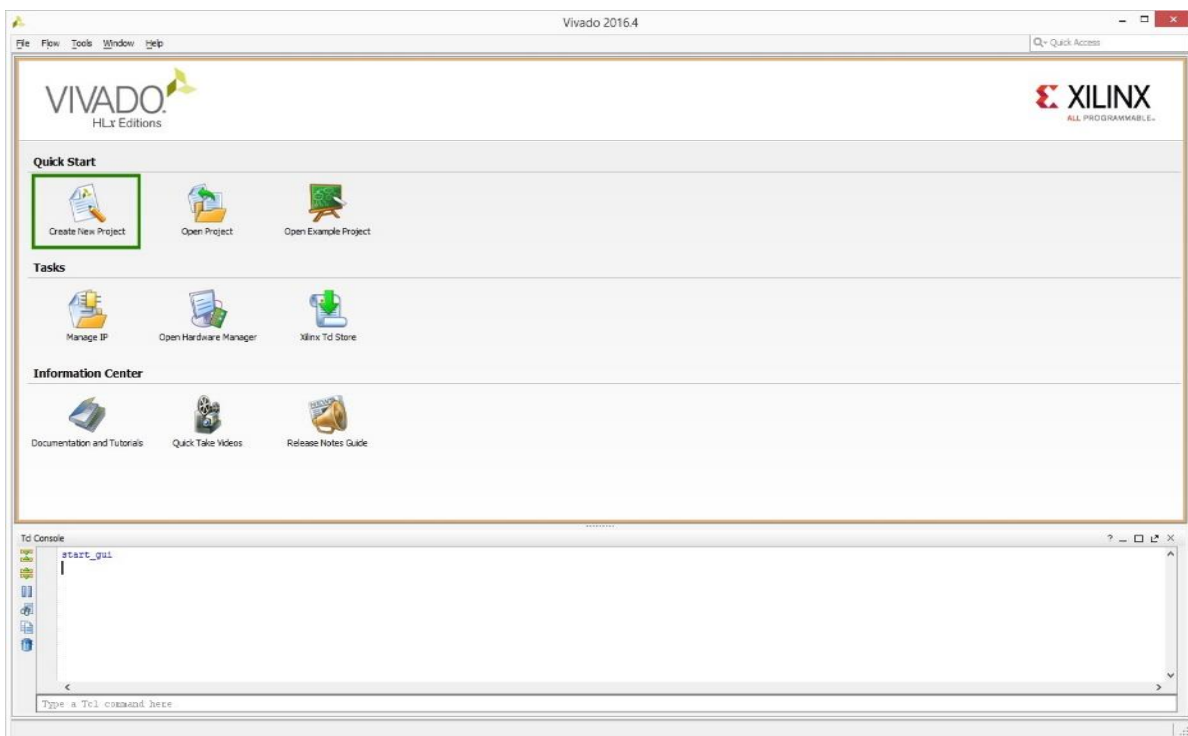 Vivado 2016.4
File Flow Tools Window Help
Quick Access
VIVADO.
HLx Editions
XILINX
ALL PROGRAMMABLE.
Quick Start
Create New Project
Open Project
Open Example Project
Tasks
Manage IP
Open Hardware Manager
Xilinx Tcl Store
Information Center
Documentation and Tutorials
Quick Take Videos
Release Notes Guide
Tcl Console
start_gui
Type a Tcl command here